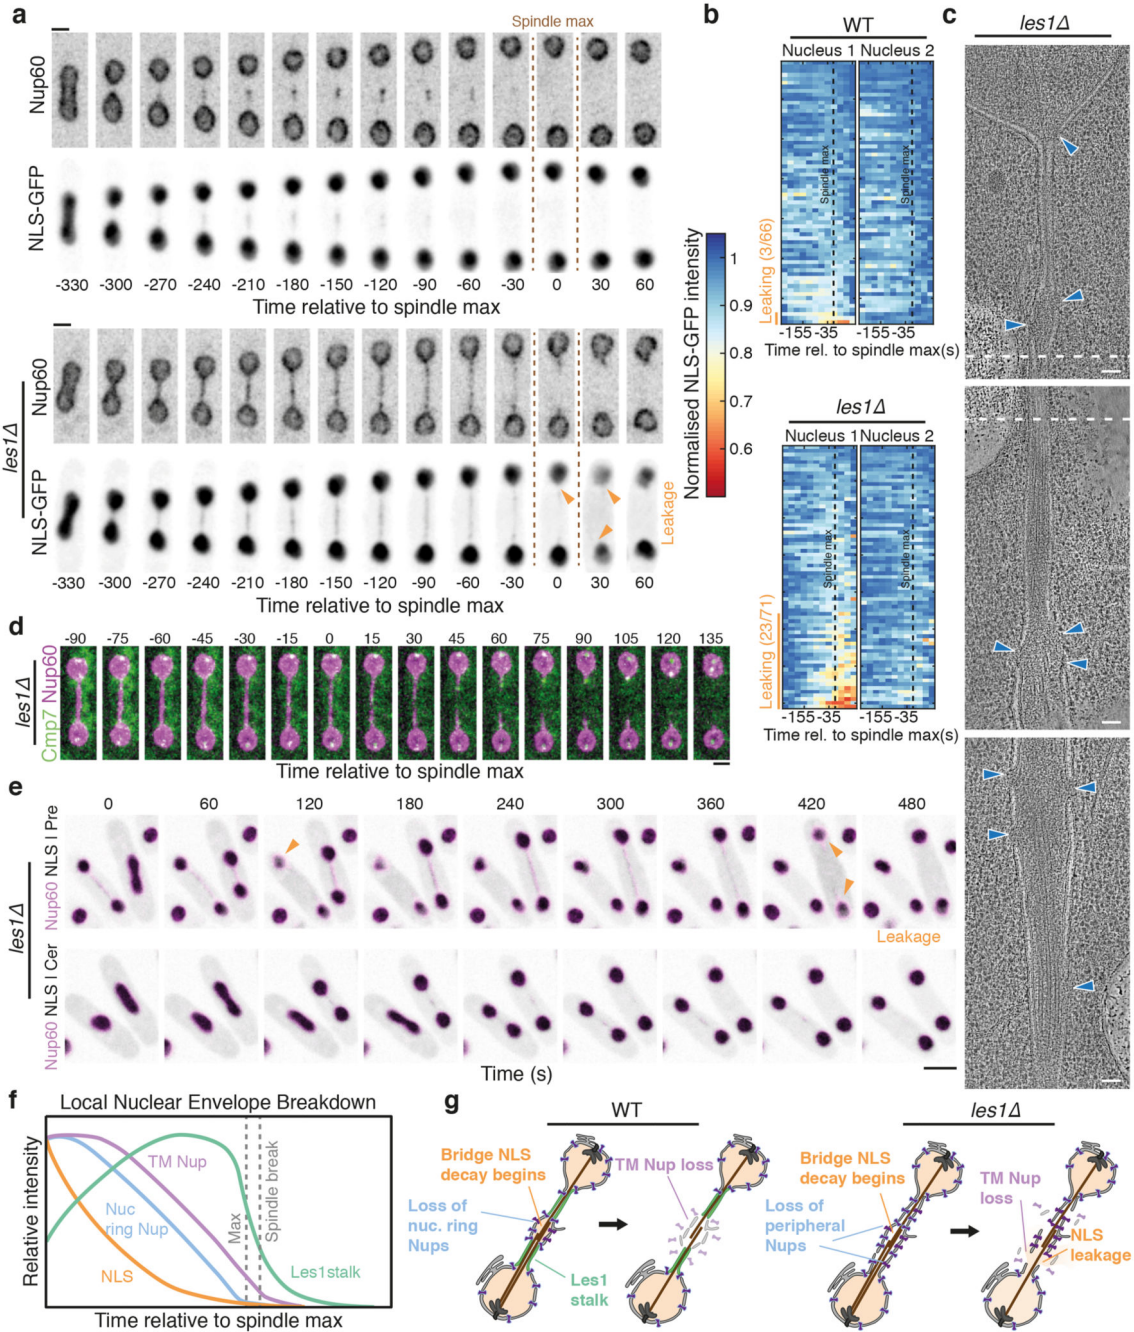 a
Spindle max
Nup60
NLS-GFP
-330 -300 -270 -240 -210 -180 -150 -120 -90 -60 -30 0 30 60
Time relative to spindle max
les1Δ
Nup60
NLS-GFP
Leakage
-330 -300 -270 -240 -210 -180 -150 -120 -90 -60 -30 0 30 60
Time relative to spindle max
b
WT
Nucleus 1 Nucleus 2
Spindle max
Spindle max
Leaking (3/66)
-155 -35 -155 -35
Time rel. to spindle max(s)
Normalised NLS-GFP intensity
1
0.9
0.8
0.7
0.6
les1Δ
Nucleus 1 Nucleus 2
Spindle max
Spindle max
Leaking (23/71)
-155 -35 -155 -35
Time rel. to spindle max(s)
c
les1Δ
d
-90 -75 -60 -45 -30 -15 0 15 30 45 60 75 90 105 120 135
les1Δ
Cmp7 Nup60
Time relative to spindle max
e
0 60 120 180 240 300 360 420 480
les1Δ
Nup60 NLS I Pre
Leakage
Nup60 NLS I Cer
Time (s)
f
Local Nuclear Envelope Breakdown
Relative intensity
TM Nup
Nuc
ring Nup
NLS
Max
Spindle break
Les1stalk
Time relative to spindle max
g
WT
Bridge NLS
decay begins
TM Nup loss
Loss of
nuc. ring
Nups
Les1
stalk
les1Δ
Bridge NLS
decay begins
TM Nup
loss
Loss of
peripheral
Nups
NLS
leakage